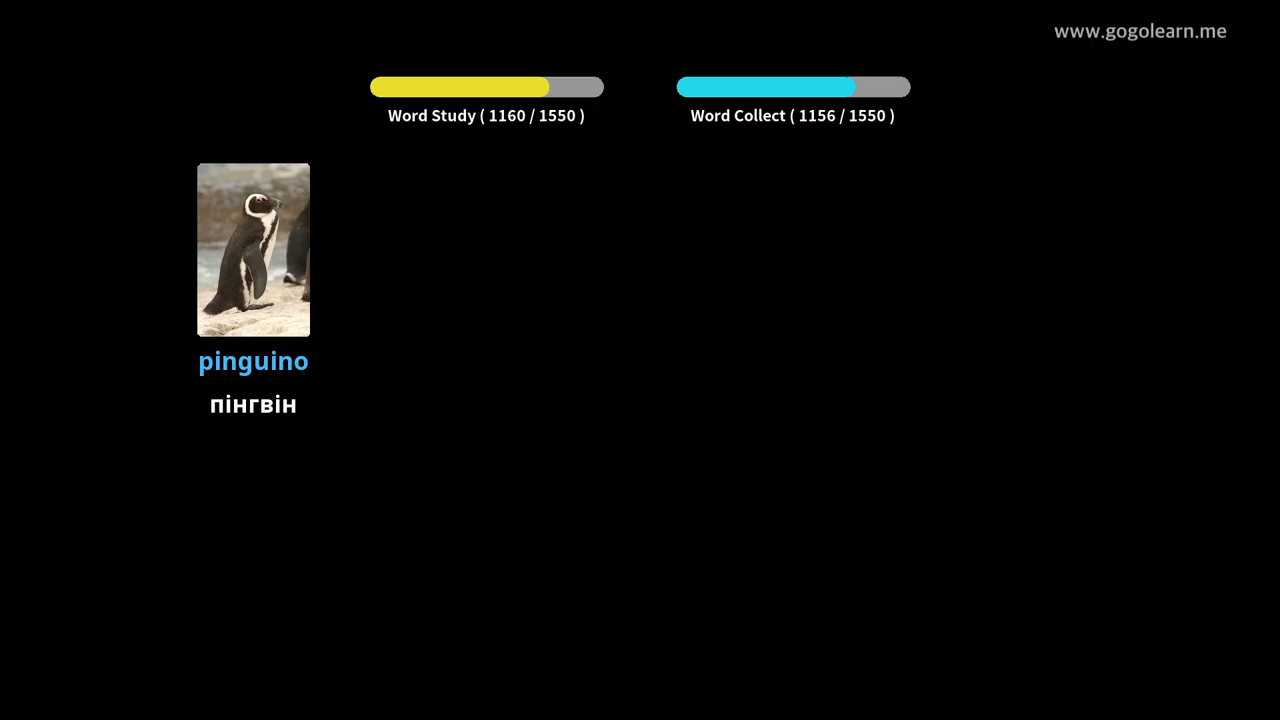 www.gogolearn.me
Word Study ( 1160 / 1550 )
Word Collect ( 1156 / 1550 )
pinguino
пінгвін